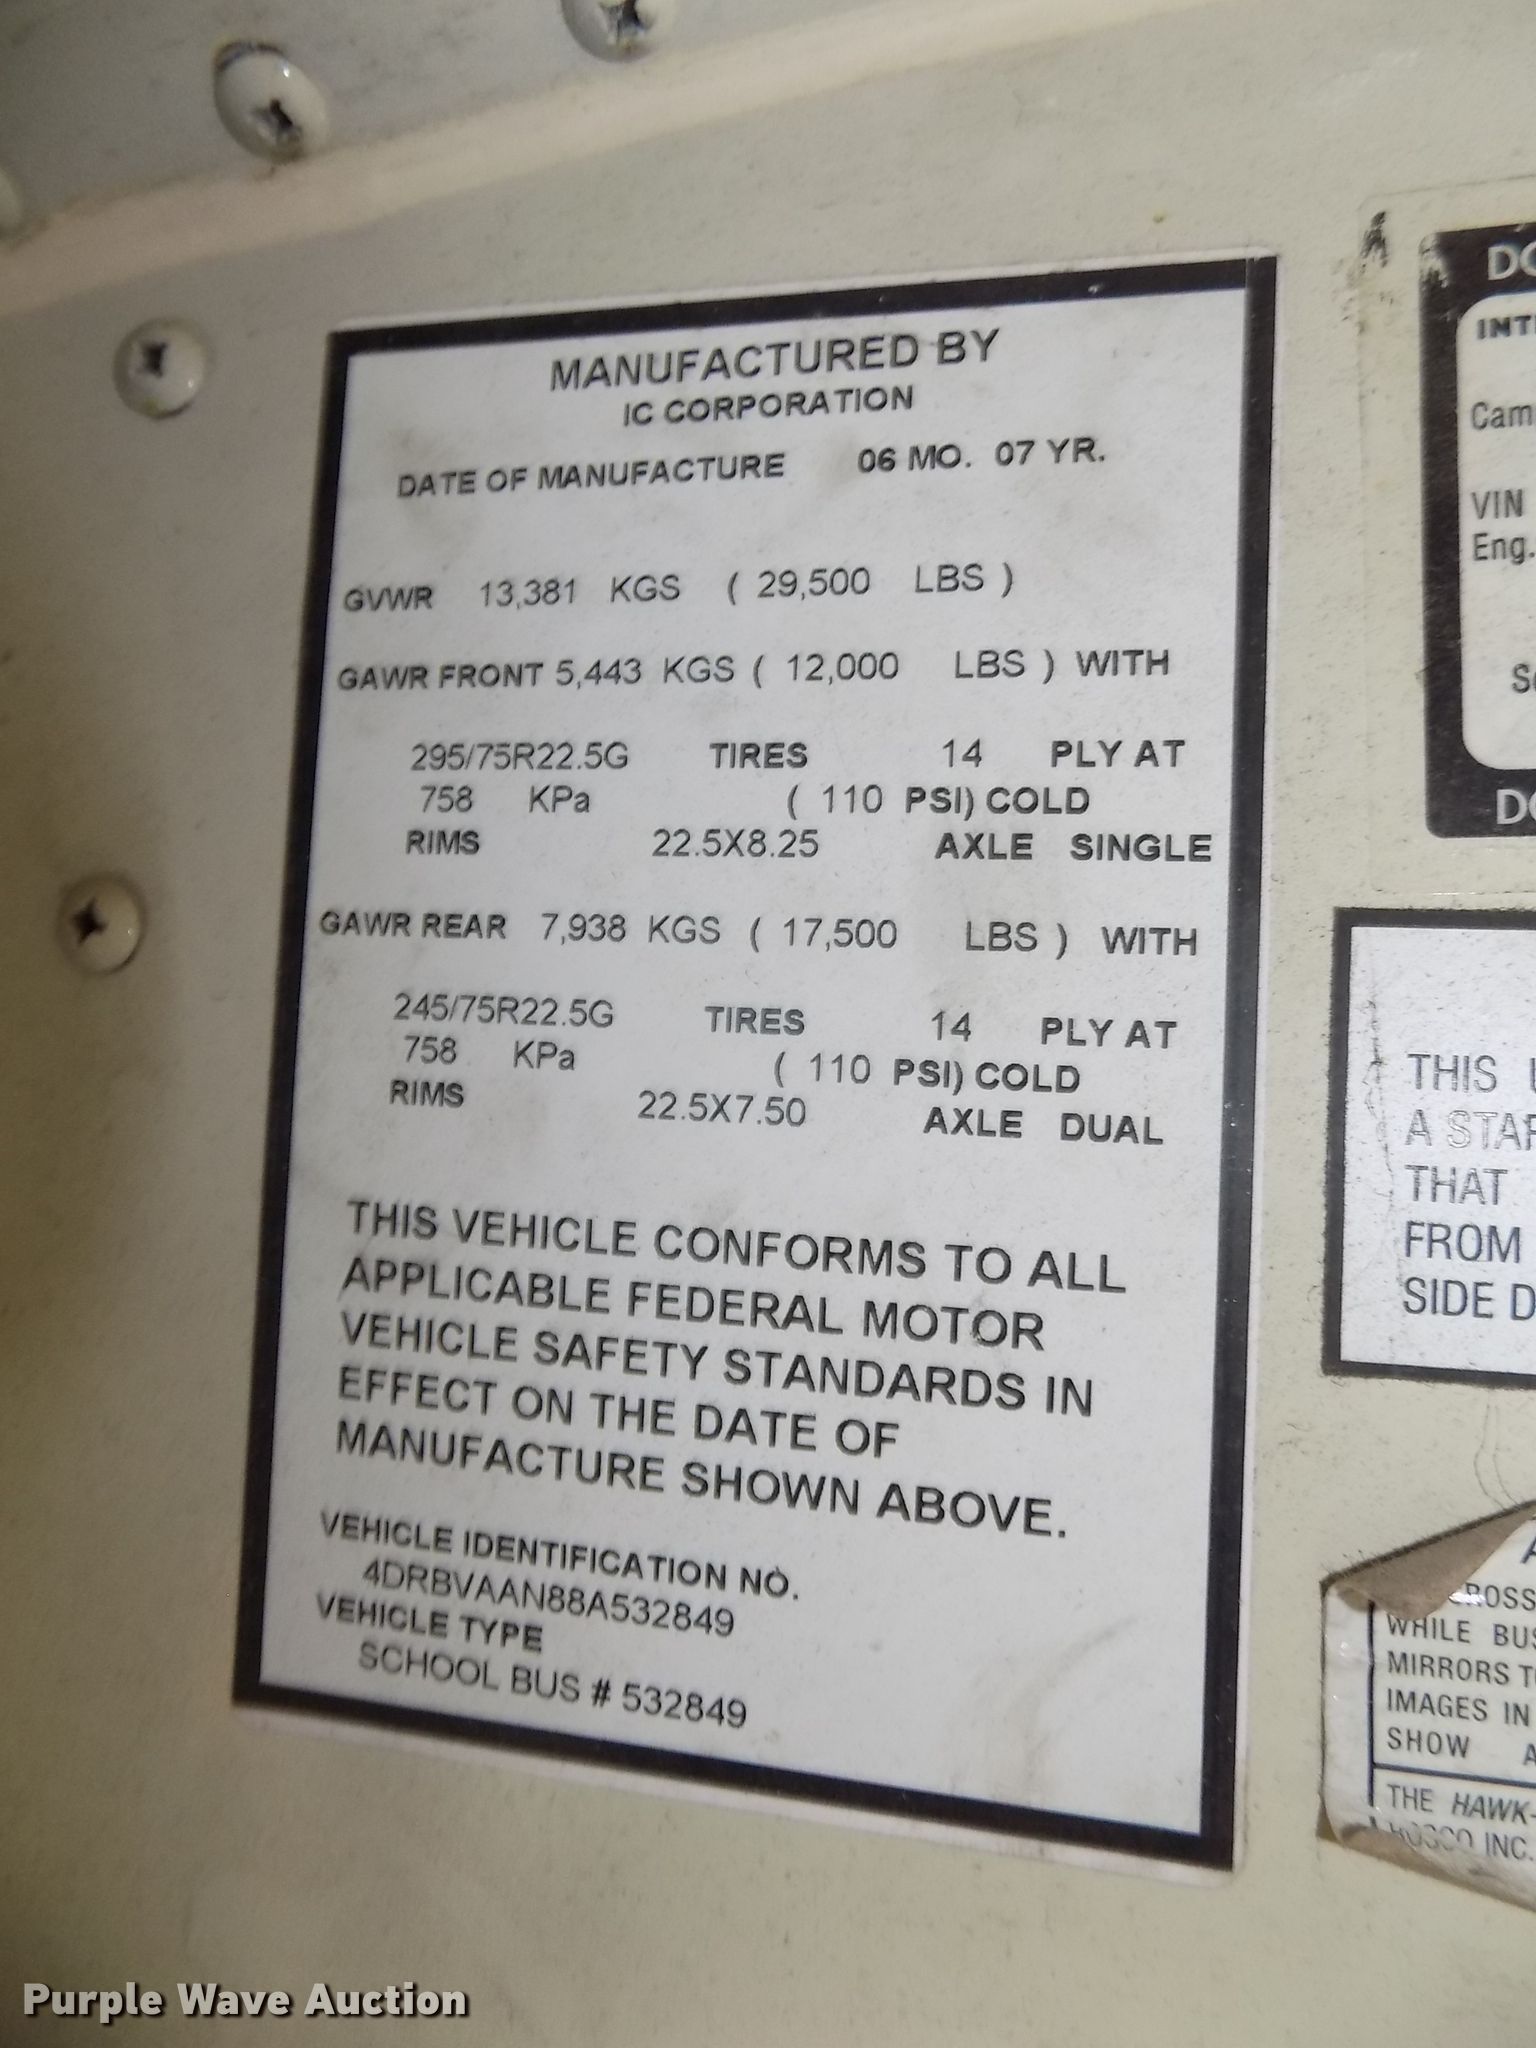 MANUFACTURED BY
IC CORPORATION
DATE OF MANUFACTURE 06 MO. 07 YR.
GVWR 13,381 KGS ( 29,500 LBS )
GAWR FRONT 5,443 KGS ( 12,000 LBS ) WITH
295/75R22.5G TIRES 14 PLY AT
758 KPa ( 110 PSI) COLD
RIMS 22.5X8.25 AXLE SINGLE
GAWR REAR 7,938 KGS ( 17,500 LBS ) WITH
245/75R22.5G TIRES 14 PLY AT
758 KPa ( 110 PSI) COLD
RIMS 22.5X7.50 AXLE DUAL
THIS VEHICLE CONFORMS TO ALL
APPLICABLE FEDERAL MOTOR
VEHICLE SAFETY STANDARDS IN
EFFECT ON THE DATE OF
MANUFACTURE SHOWN ABOVE.
VEHICLE IDENTIFICATION NO.
4DRBVAAN88A532849
VEHICLE TYPE
SCHOOL BUS # 532849
VIN
Eng.
THIS
THAT
FROM
SIDE
WHILE
MIRRORS
IMAGES IN
SHOW
THE HAWK-
ROSCO INC.
Purple Wave Auction